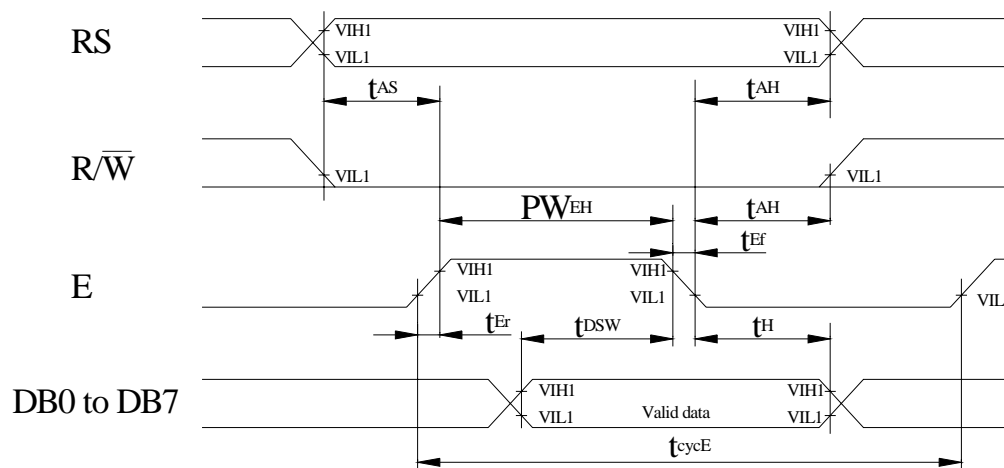 RS
VIH1
VIL1
VIH1
VIL1
tAS
tAH
R/W̅
VIL1
VIL1
PWEH
tAH
tEf
E
VIH1
VIL1
VIH1
VIL1
VIL
tEr
tDSW
tH
DB0 to DB7
VIH1
VIL1
Valid data
VIH1
VIL1
tcycE